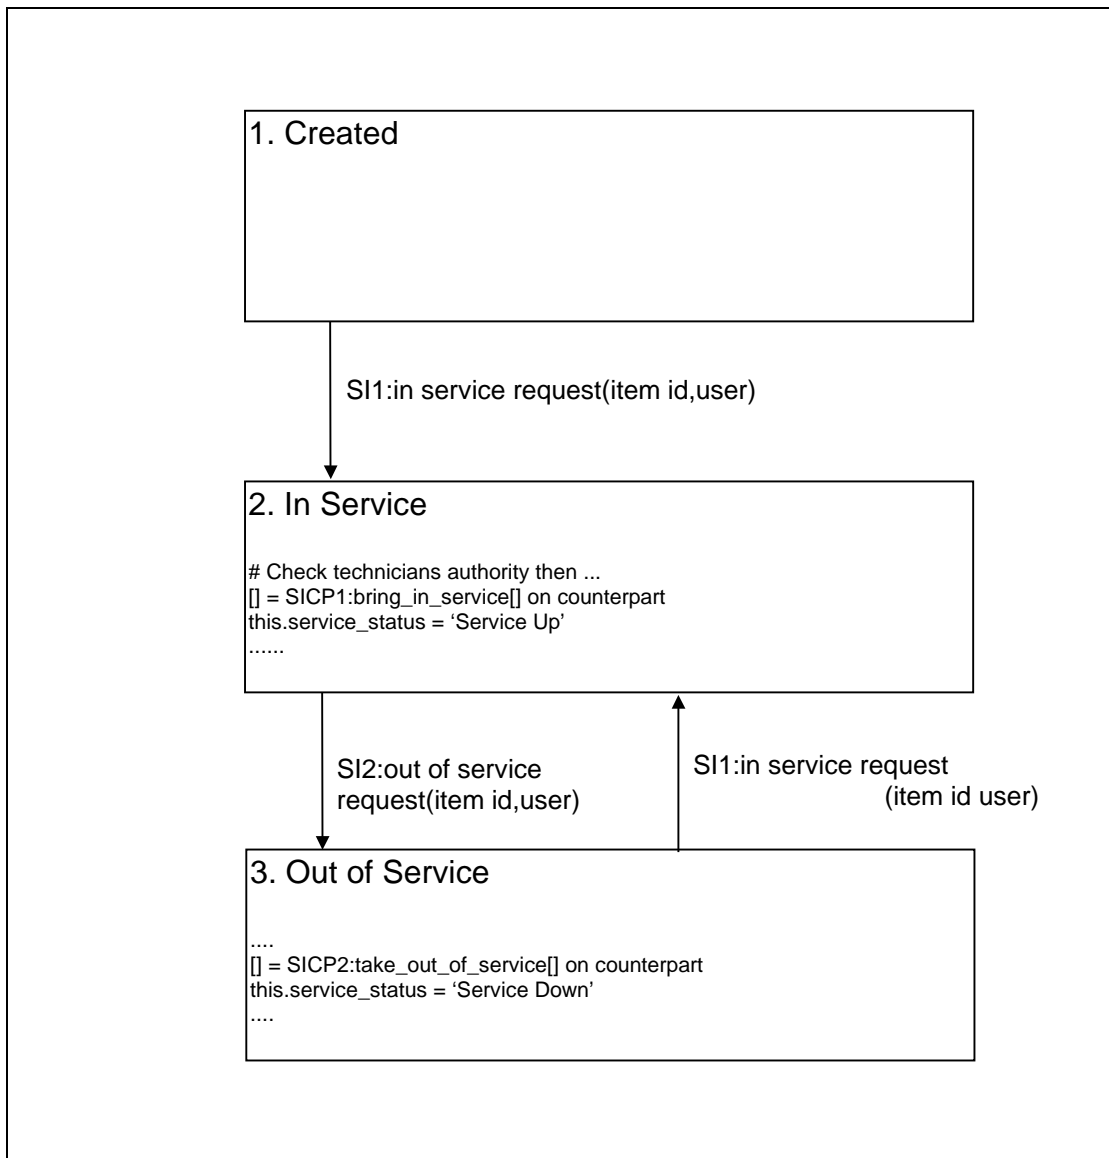 1. Created
SI1:in service request(item id,user)
2. In Service
# Check technicians authority then ...
[] = SICP1:bring_in_service[] on counterpart
this.service_status = ‘Service Up’
......
SI2:out of service
request(item id,user)
SI1:in service request
(item id user)
3. Out of Service
....
[] = SICP2:take_out_of_service[] on counterpart
this.service_status = ‘Service Down’
....